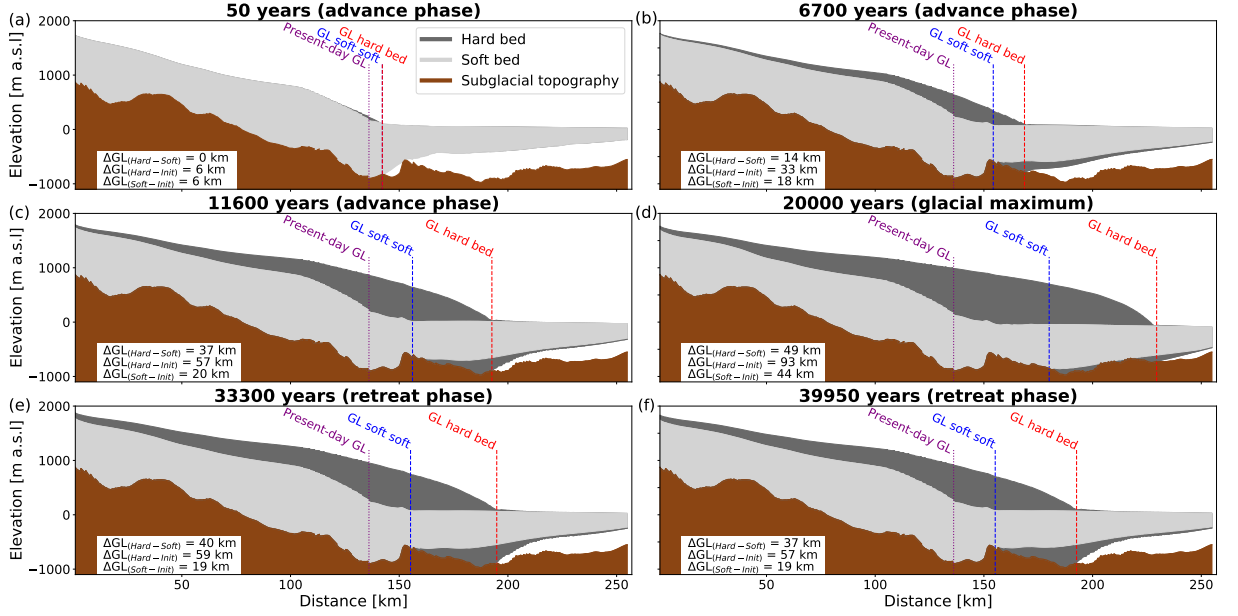 (a)
50 years (advance phase)
Elevation [m a.s.l]
2000
1000
0
−1000
Present-day GL
GL soft soft
GL hard bed
Hard bed
Soft bed
Subglacial topography
ΔGL(Hard−Soft) = 0 km
ΔGL(Hard−Init) = 6 km
ΔGL(Soft−Init) = 6 km
(b)
6700 years (advance phase)
Present-day GL
GL soft soft
GL hard bed
ΔGL(Hard−Soft) = 14 km
ΔGL(Hard−Init) = 33 km
ΔGL(Soft−Init) = 18 km
(c)
11600 years (advance phase)
Elevation [m a.s.l]
2000
1000
0
−1000
Present-day GL
GL soft soft
GL hard bed
ΔGL(Hard−Soft) = 37 km
ΔGL(Hard−Init) = 57 km
ΔGL(Soft−Init) = 20 km
(d)
20000 years (glacial maximum)
Present-day GL
GL soft soft
GL hard bed
ΔGL(Hard−Soft) = 49 km
ΔGL(Hard−Init) = 93 km
ΔGL(Soft−Init) = 44 km
(e)
33300 years (retreat phase)
Elevation [m a.s.l]
2000
1000
0
−1000
Present-day GL
GL soft soft
GL hard bed
ΔGL(Hard−Soft) = 40 km
ΔGL(Hard−Init) = 59 km
ΔGL(Soft−Init) = 19 km
50 100 150 200 250
Distance [km]
(f)
39950 years (retreat phase)
Present-day GL
GL soft soft
GL hard bed
ΔGL(Hard−Soft) = 37 km
ΔGL(Hard−Init) = 57 km
ΔGL(Soft−Init) = 19 km
50 100 150 200 250
Distance [km]